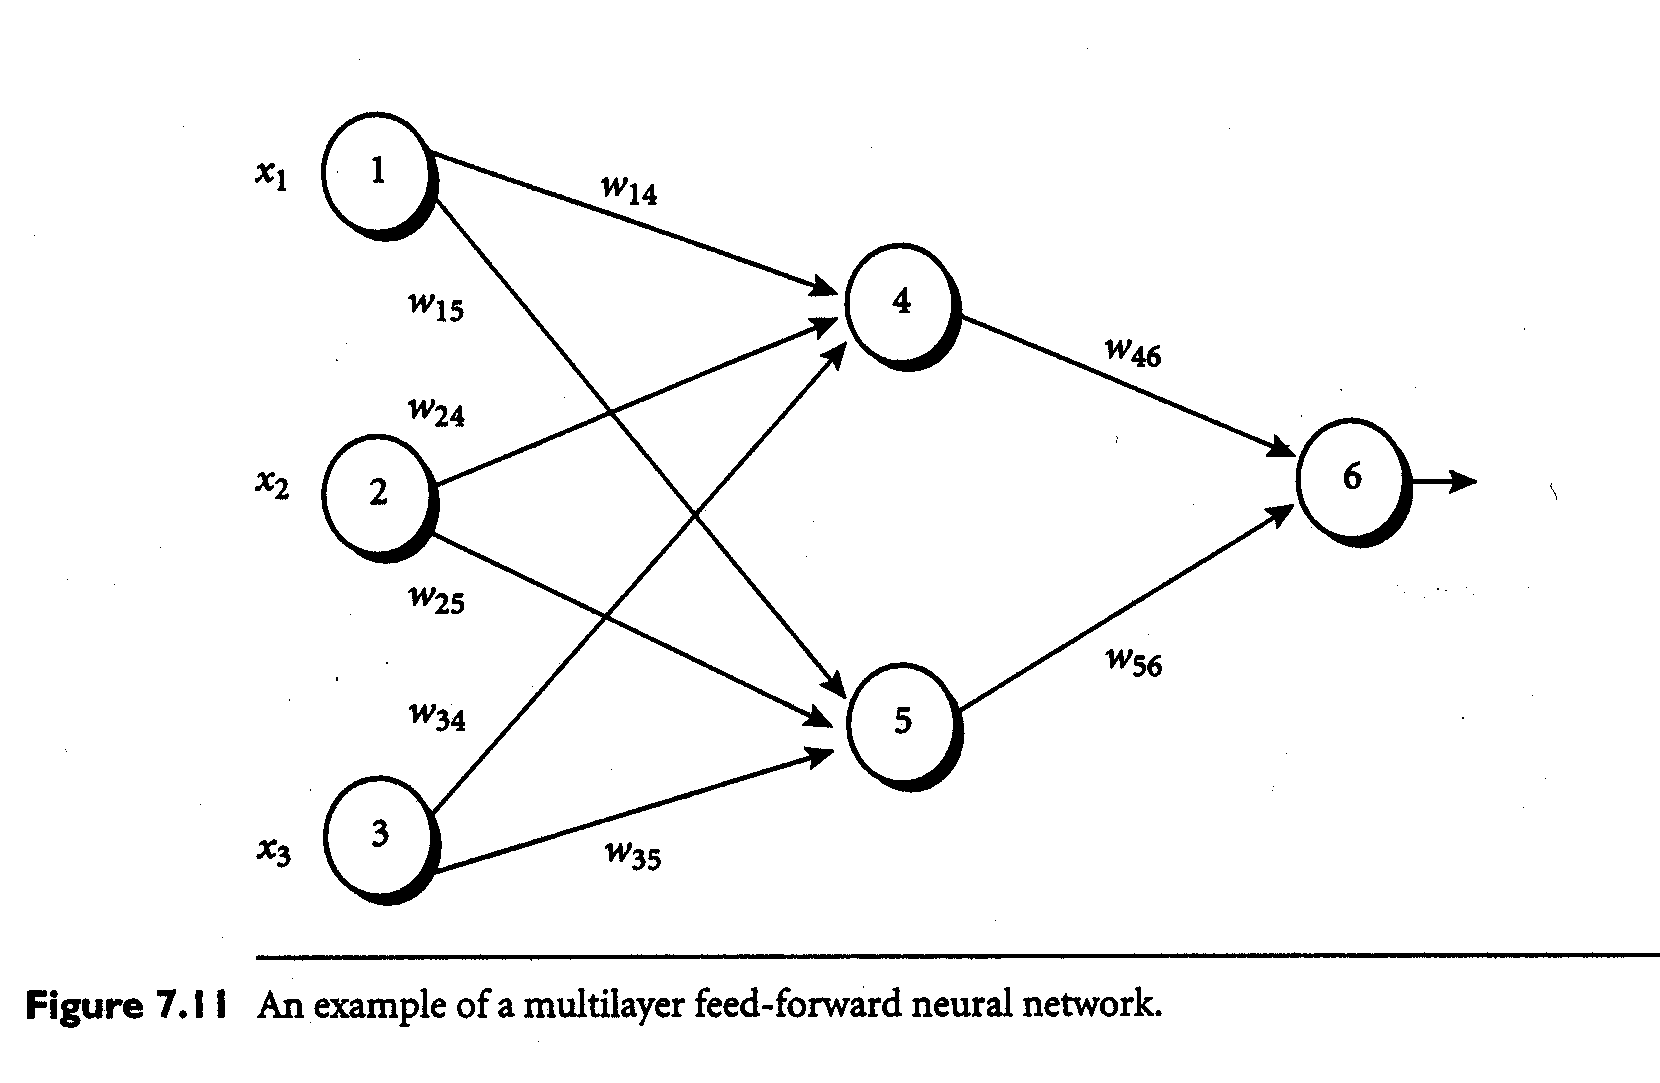 x1
1
w14
w15
4
w46
w24
x2
2
6
w25
w56
w34
5
x3
3
w35
Figure 7.11 An example of a multilayer feed-forward neural network.